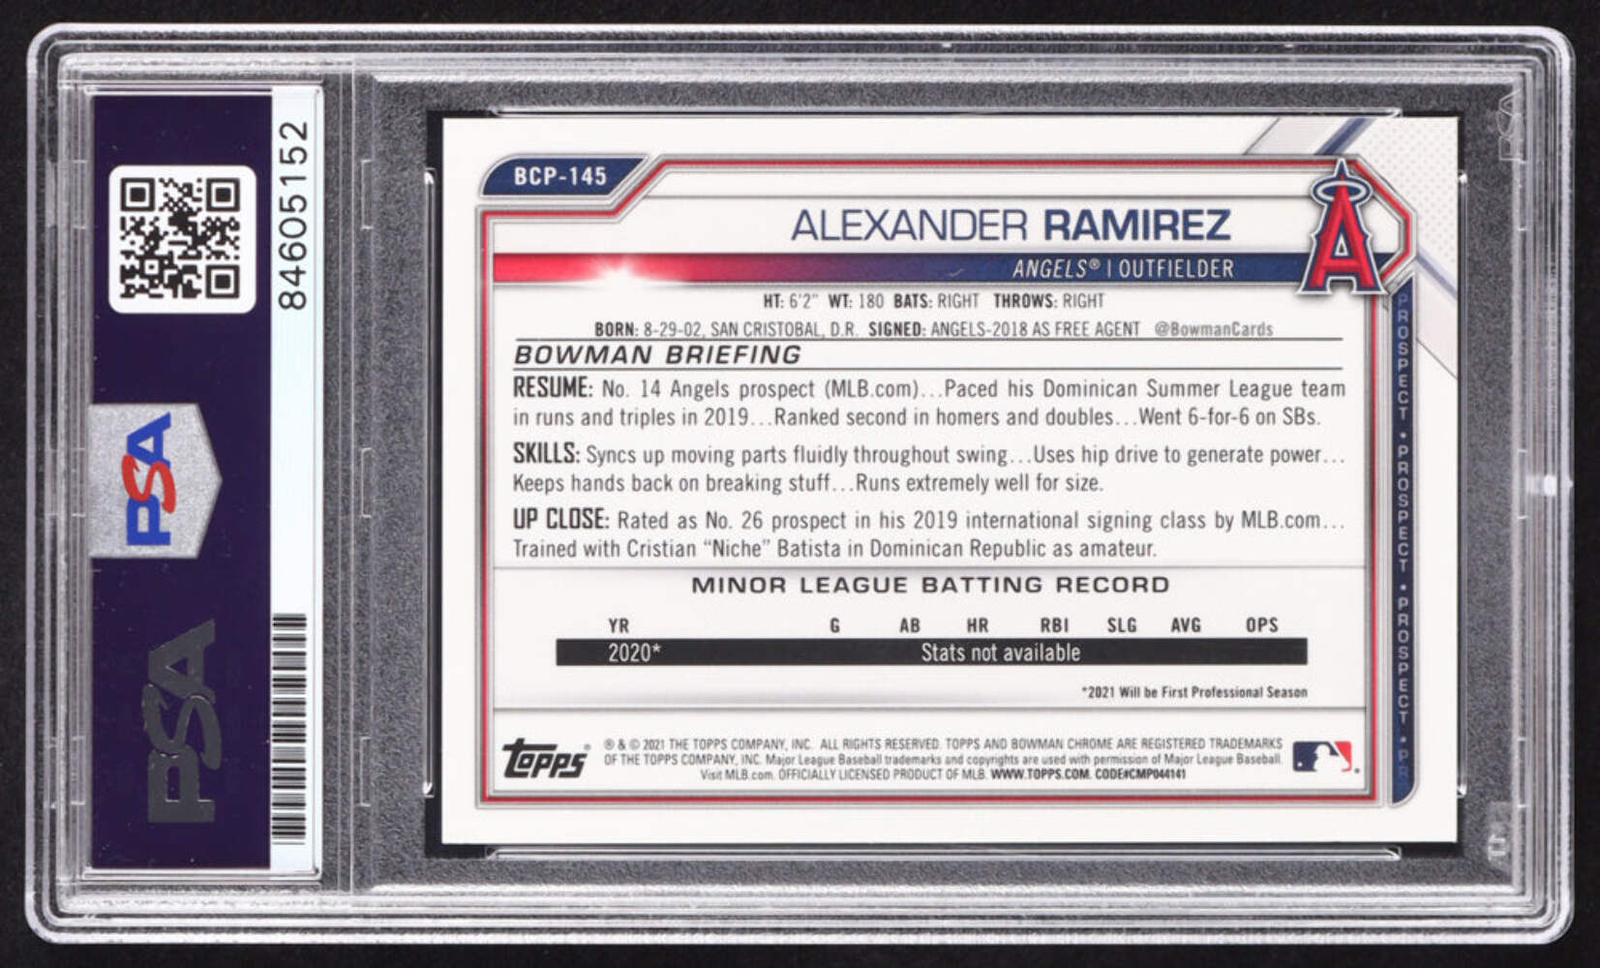 84605152
PSA
PSA
BCP-145
ALEXANDER RAMIREZ
A
ANGELS® | OUTFIELDER
HT: 6'2" WT: 180 BATS: RIGHT THROWS: RIGHT
BORN: 8-29-02, SAN CRISTOBAL, D.R. SIGNED: ANGELS-2018 AS FREE AGENT @BowmanCards
BOWMAN BRIEFING
RESUME: No. 14 Angels prospect (MLB.com)...Paced his Dominican Summer League team
in runs and triples in 2019...Ranked second in homers and doubles...Went 6-for-6 on SBs.
SKILLS: Syncs up moving parts fluidly throughout swing...Uses hip drive to generate power...
Keeps hands back on breaking stuff...Runs extremely well for size.
UP CLOSE: Rated as No. 26 prospect in his 2019 international signing class by MLB.com...
Trained with Cristian “Niche” Batista in Dominican Republic as amateur.
MINOR LEAGUE BATTING RECORD
YR G AB HR RBI SLG AVG OPS
2020* Stats not available
*2021 Will be First Professional Season
topps® ® & © 2021 THE TOPPS COMPANY, INC. ALL RIGHTS RESERVED. TOPPS AND BOWMAN CHROME ARE REGISTERED TRADEMARKS
OF THE TOPPS COMPANY, INC. Major League Baseball trademarks and copyrights are used with permission of Major League Baseball.
Visit MLB.com. OFFICIALLY LICENSED PRODUCT OF MLB. WWW.TOPPS.COM. CODE#CMP044141
PROSPECT • PROSPECT • PROSPECT • PR
PSA